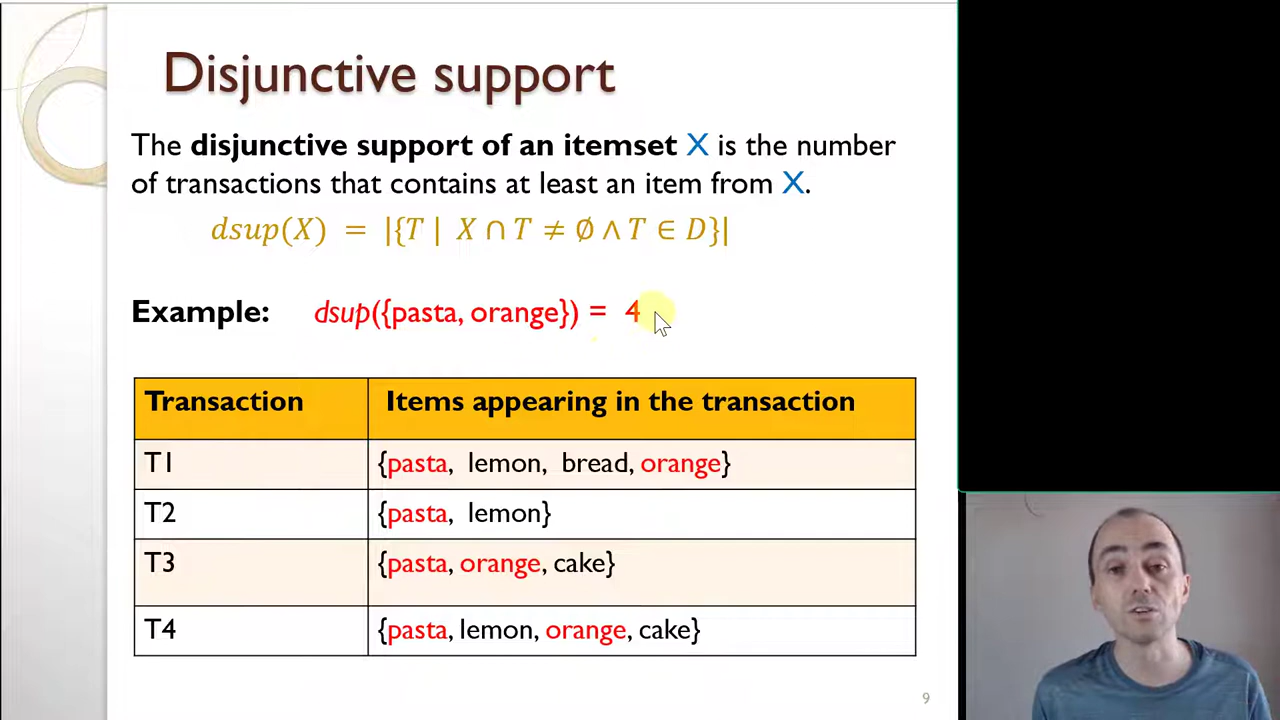 Disjunctive support
The disjunctive support of an itemset X is the number
of transactions that contains at least an item from X.
dsup(X) = |{T | X ∩ T ≠ ∅ ∧ T ∈ D}|
Example: dsup({pasta, orange}) = 4
Transaction Items appearing in the transaction
T1 {pasta, lemon, bread, orange}
T2 {pasta, lemon}
T3 {pasta, orange, cake}
T4 {pasta, lemon, orange, cake}
9